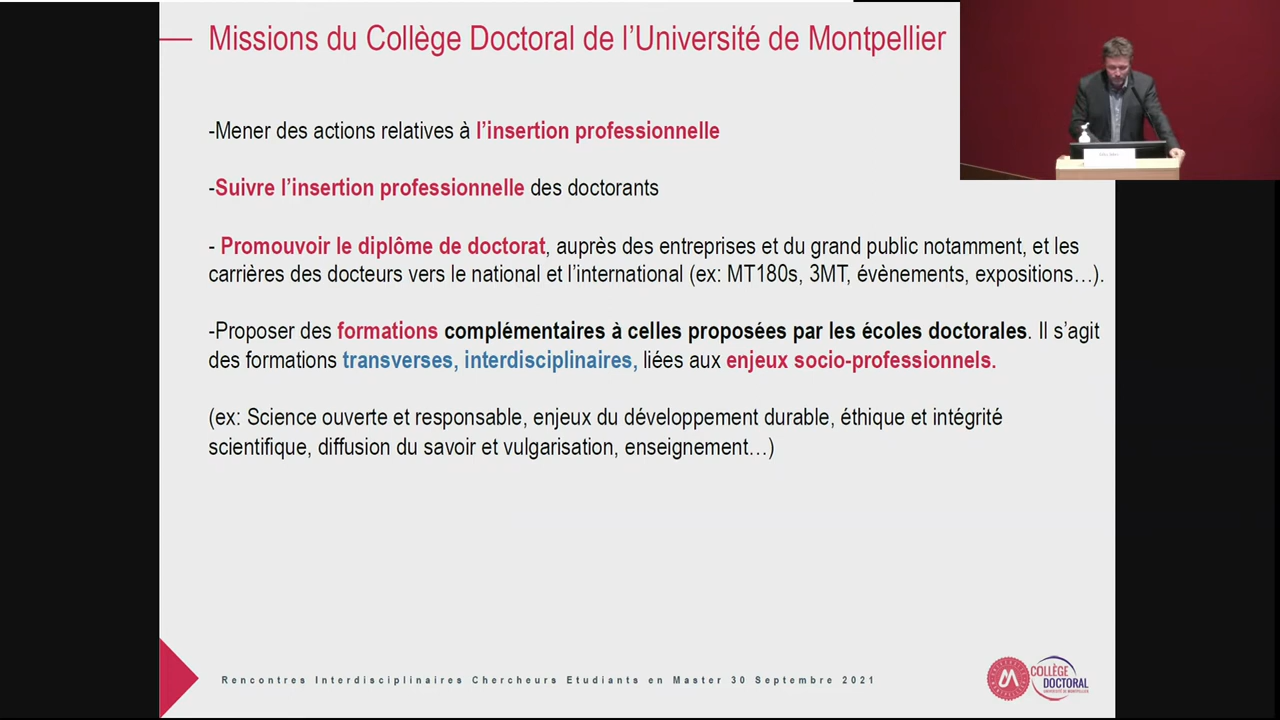 Missions du Collège Doctoral de l’Université de Montpellier
-Mener des actions relatives à l’insertion professionnelle
-Suivre l’insertion professionnelle des doctorants
- Promouvoir le diplôme de doctorat, auprès des entreprises et du grand public notamment, et les
carrières des docteurs vers le national et l’international (ex: MT180s, 3MT, évènements, expositions…).
-Proposer des formations complémentaires à celles proposées par les écoles doctorales. Il s’agit
des formations transverses, interdisciplinaires, liées aux enjeux socio-professionnels.
(ex: Science ouverte et responsable, enjeux du développement durable, éthique et intégrité
scientifique, diffusion du savoir et vulgarisation, enseignement…)
Rencontres Interdisciplinaires Chercheurs Etudiants en Master 30 Septembre 2021
COLLÈGE
DOCTORAL
UNIVERSITÉ DE MONTPELLIER